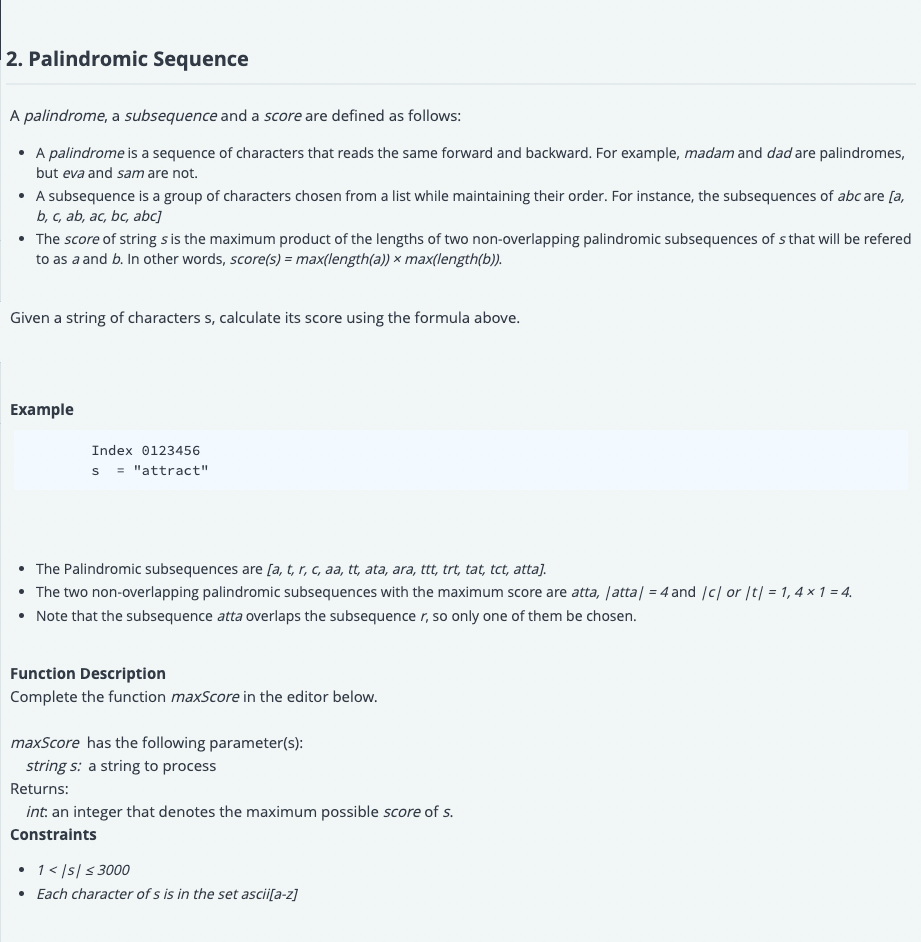 2. Palindromic Sequence
A palindrome, a subsequence and a score are defined as follows:
• A palindrome is a sequence of characters that reads the same forward and backward. For example, madam and dad are palindromes,
but eva and sam are not.
• A subsequence is a group of characters chosen from a list while maintaining their order. For instance, the subsequences of abc are [a,
b, c, ab, ac, bc, abc]
• The score of string s is the maximum product of the lengths of two non-overlapping palindromic subsequences of s that will be refered
to as a and b. In other words, score(s) = max(length(a)) × max(length(b)).
Given a string of characters s, calculate its score using the formula above.
Example
Index 0123456
s  = "attract"
• The Palindromic subsequences are [a, t, r, c, aa, tt, ata, ara, ttt, trt, tat, tct, atta].
• The two non-overlapping palindromic subsequences with the maximum score are atta, |atta| = 4 and |c| or |t| = 1, 4 × 1 = 4.
• Note that the subsequence atta overlaps the subsequence r, so only one of them be chosen.
Function Description
Complete the function maxScore in the editor below.
maxScore has the following parameter(s):
string s: a string to process
Returns:
int: an integer that denotes the maximum possible score of s.
Constraints
• 1 < |s| ≤ 3000
• Each character of s is in the set ascii[a-z]